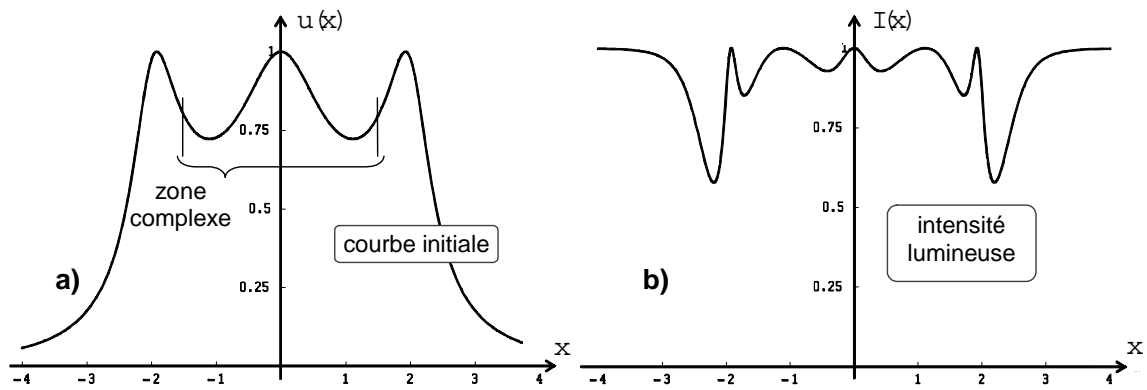 u(x)
1
0.75
zone
complexe
0.5
courbe initiale
a)
0.25
x
-4 -3 -2 -1 1 2 3 4
I(x)
1
0.75
0.5
intensité
lumineuse
b)
0.25
x
-4 -3 -2 -1 1 2 3 4